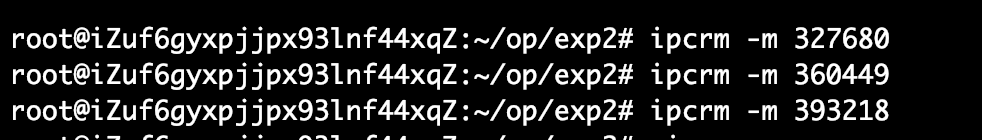 root@iZuf6gyxpjjpx93lnf44xqZ:~/op/exp2# ipcrm -m 327680
root@iZuf6gyxpjjpx93lnf44xqZ:~/op/exp2# ipcrm -m 360449
root@iZuf6gyxpjjpx93lnf44xqZ:~/op/exp2# ipcrm -m 393218